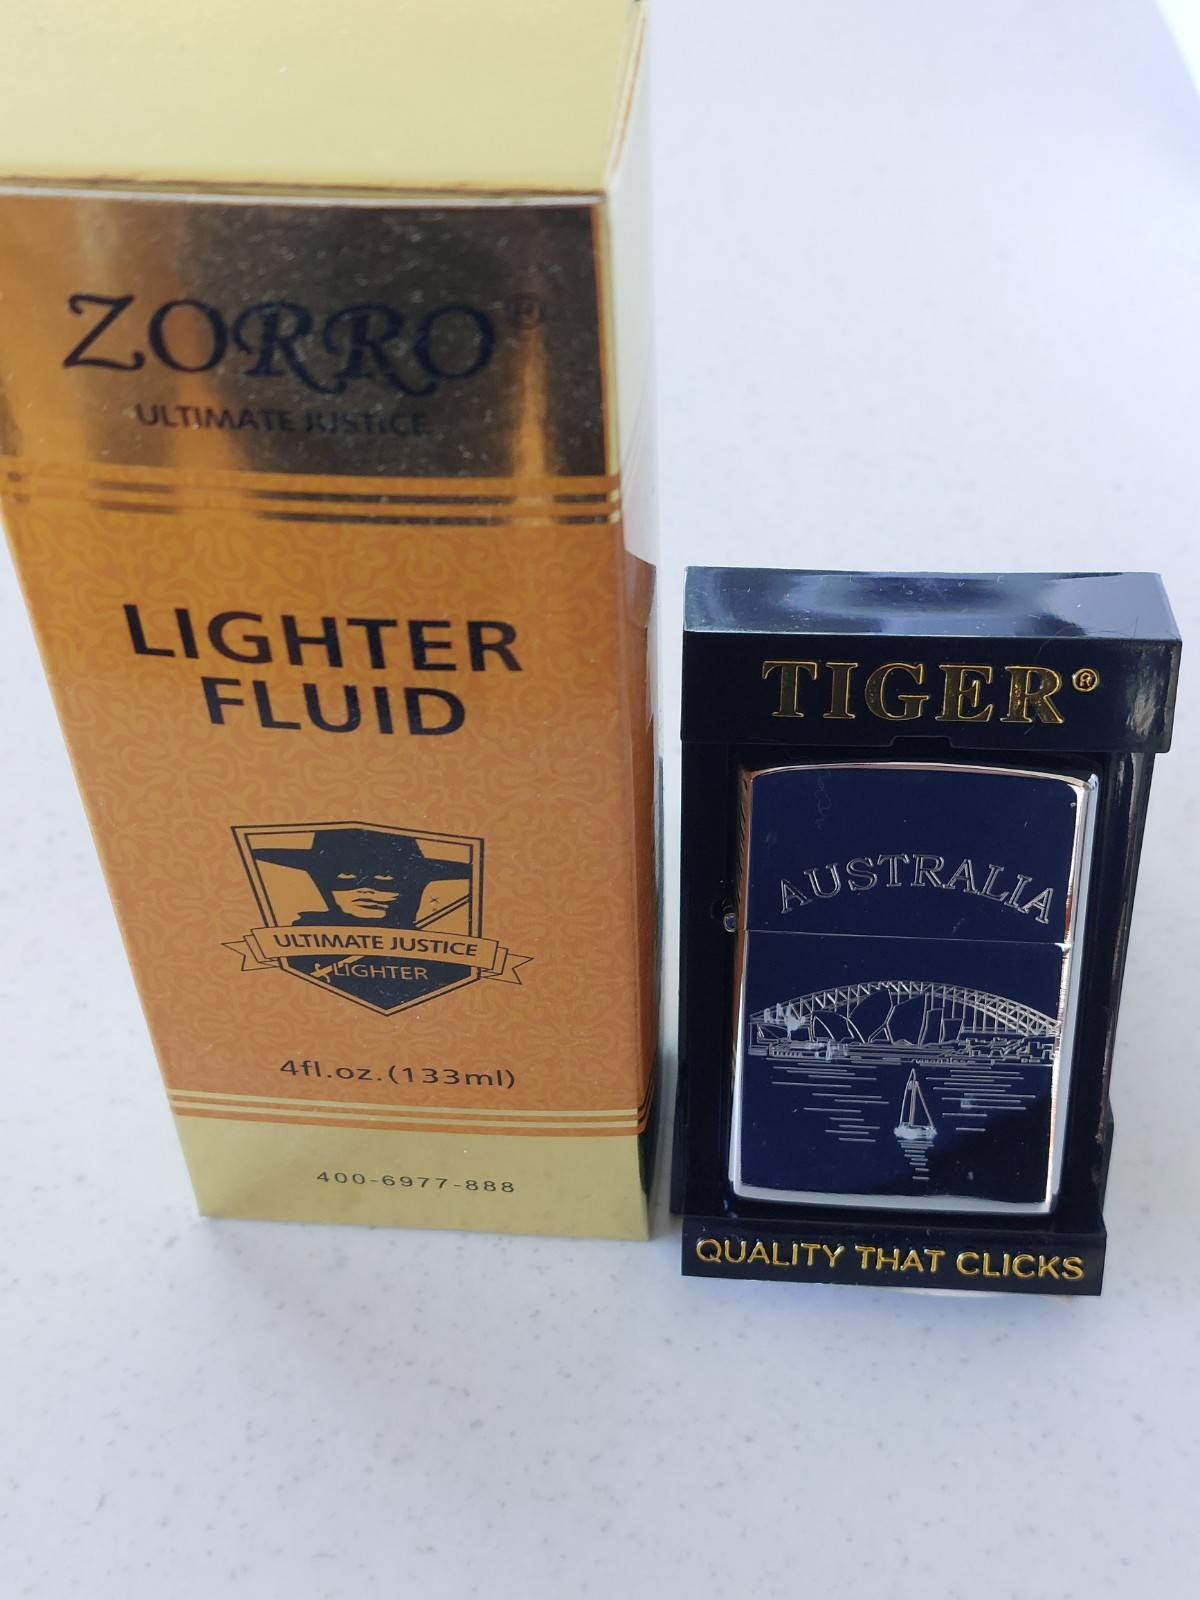 ZORRO®
ULTIMATE JUSTICE
LIGHTER
FLUID
ULTIMATE JUSTICE
LIGHTER
4fl.oz.(133ml)
400-6977-888
TIGER®
AUSTRALIA
QUALITY THAT CLICKS